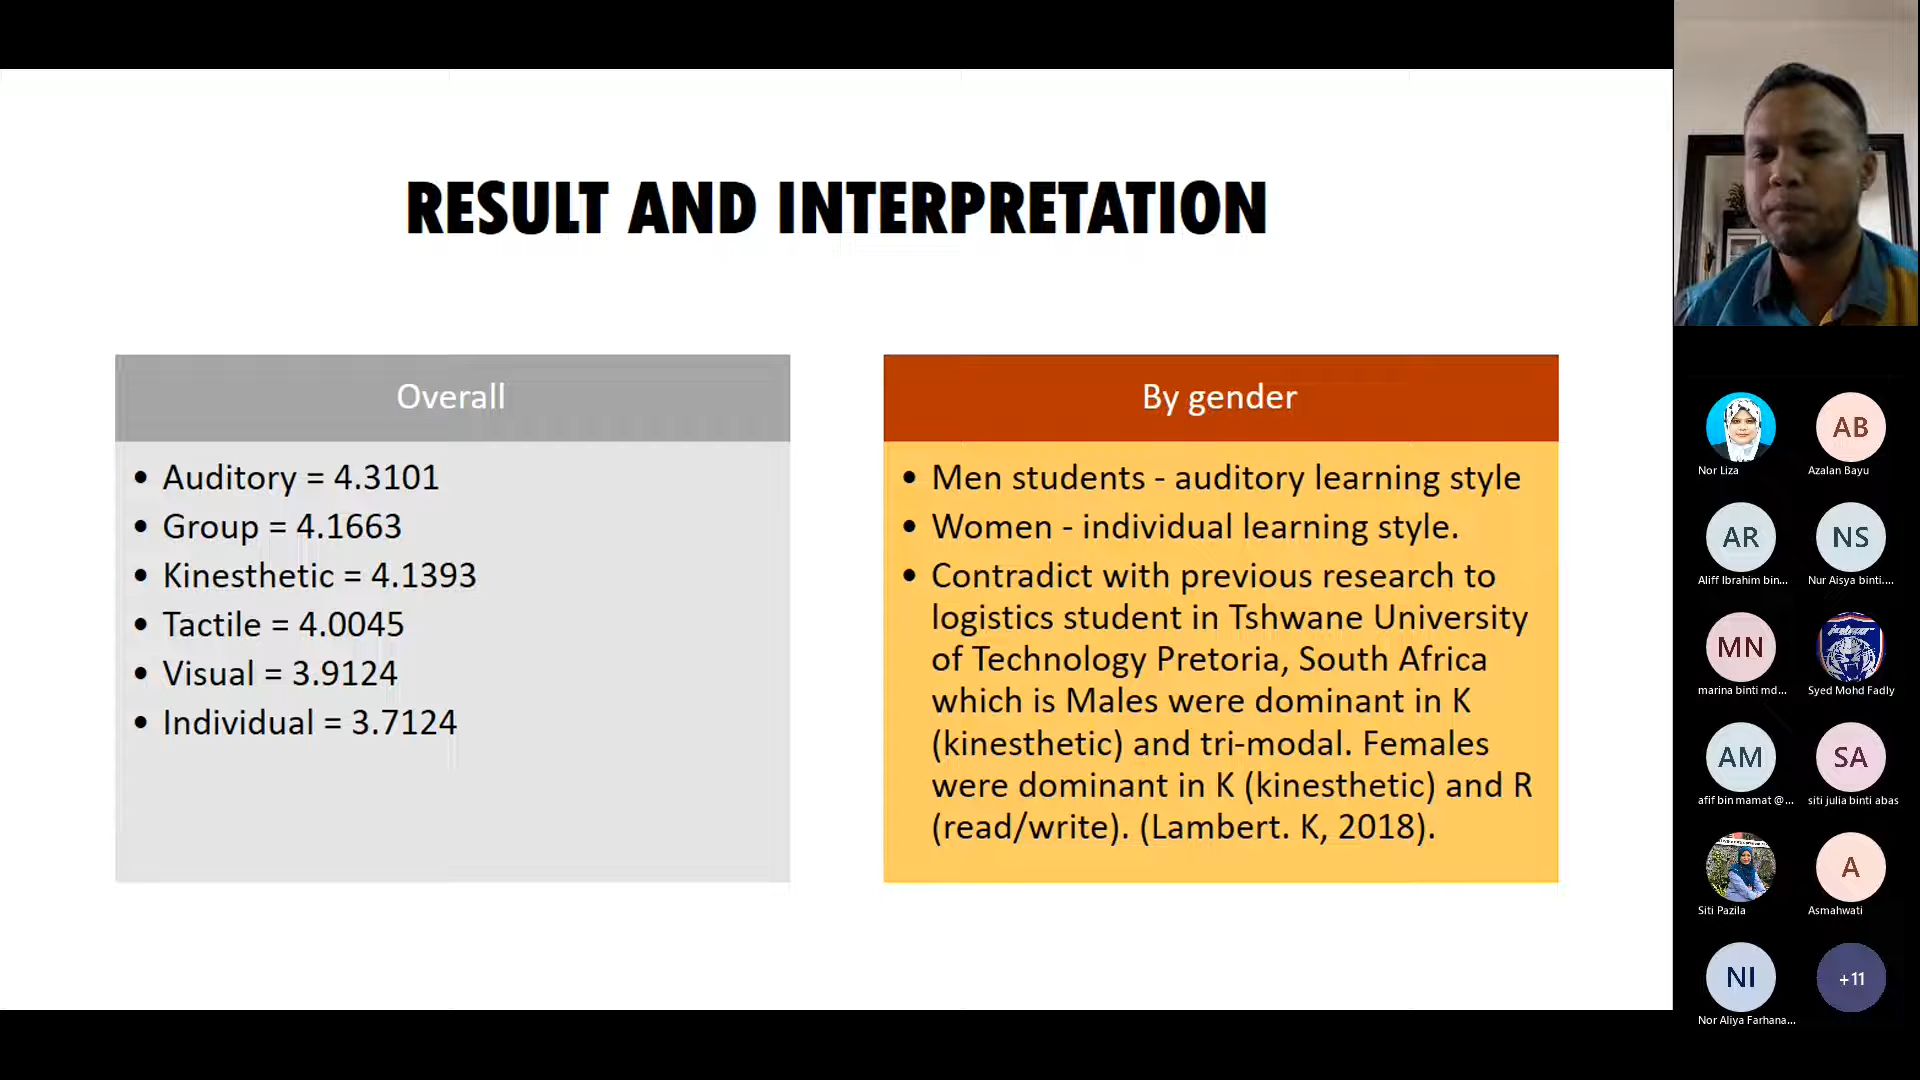 RESULT AND INTERPRETATION
Overall
• Auditory = 4.3101
• Group = 4.1663
• Kinesthetic = 4.1393
• Tactile = 4.0045
• Visual = 3.9124
• Individual = 3.7124
By gender
• Men students - auditory learning style
• Women - individual learning style.
• Contradict with previous research to
logistics student in Tshwane University
of Technology Pretoria, South Africa
which is Males were dominant in K
(kinesthetic) and tri-modal. Females
were dominant in K (kinesthetic) and R
(read/write). (Lambert. K, 2018).
Nor Liza
AB
Azalan Bayu
AR
Aliff Ibrahim bin...
NS
Nur Aisya binti....
MN
marina binti md...
Syed Mohd Fadly
AM
afif bin mamat @...
SA
siti julia binti abas
Siti Pazila
A
Asmahwati
NI
Nor Aliya Farhana...
+11